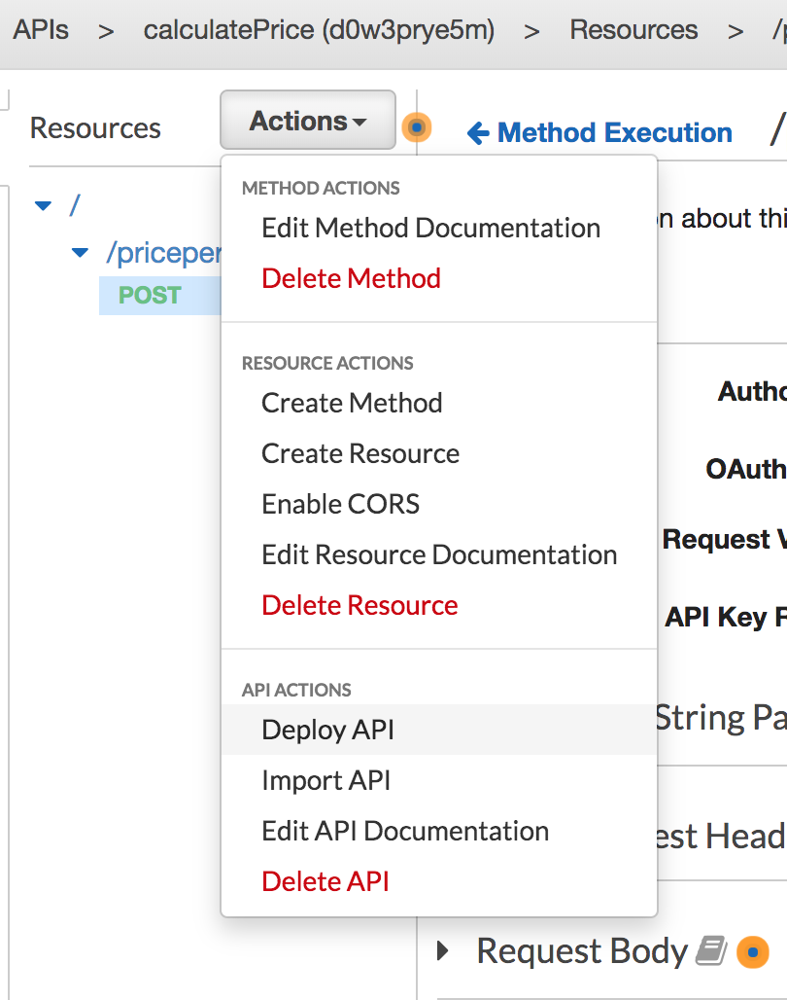 APIs > calculatePrice (d0w3prye5m) > Resources >
Resources
Actions
Method Execution /
METHOD ACTIONS
Edit Method Documentation
Delete Method
RESOURCE ACTIONS
Create Method
Create Resource
Enable CORS
Edit Resource Documentation
Delete Resource
API ACTIONS
Deploy API
Import API
Edit API Documentation
Delete API
/
/priceper
POST
about thi
Autho
OAuth
Request V
API Key R
String Pa
est Head
Request Body